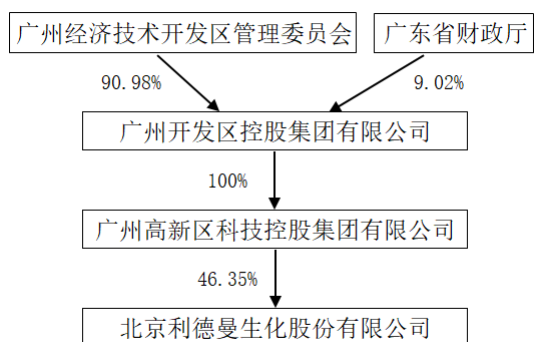 广州经济技术开发区管理委员会
广东省财政厅
90.98%
9.02%
广州开发区控股集团有限公司
100%
广州高新区科技控股集团有限公司
46.35%
北京利德曼生化股份有限公司